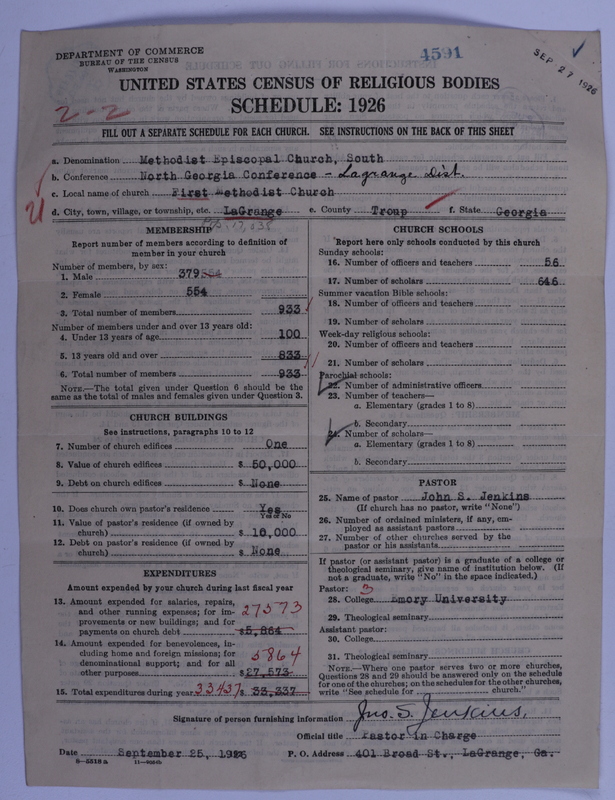 DEPARTMENT OF COMMERCE
BUREAU OF THE CENSUS
WASHINGTON
4591
SEP 27 1926
UNITED STATES CENSUS OF RELIGIOUS BODIES
2-2
SCHEDULE: 1926
FILL OUT A SEPARATE SCHEDULE FOR EACH CHURCH. SEE INSTRUCTIONS ON THE BACK OF THIS SHEET
a. Denomination Methodist Episcopal Church, South
b. Conference North Georgia Conference - Lagrange Dist.
c. Local name of church First Methodist Church
d. City, town, village, or township, etc. LaGrange e. County Troup f. State Georgia
MEMBERSHIP
Report number of members according to definition of
member in your church
Number of members, by sex:
1. Male 379
2. Female 554
3. Total number of members 933
Number of members under and over 13 years old:
4. Under 13 years of age 100
5. 13 years old and over 833
6. Total number of members 933
NOTE.—The total given under Question 6 should be the
same as the total of males and females given under Question 3.
CHURCH BUILDINGS
See instructions, paragraphs 10 to 12
7. Number of church edifices One
8. Value of church edifices $ 50,000
9. Debt on church edifices $ None
10. Does church own pastor's residence Yes
Yes or No
11. Value of pastor's residence (if owned by
church) $ 10,000
12. Debt on pastor's residence (if owned by
church) $ None
EXPENDITURES
Amount expended by your church during last fiscal year
13. Amount expended for salaries, repairs,
and other running expenses; for im-
provements or new buildings; and for
payments on church debt $5,864
27573
14. Amount expended for benevolences, in-
cluding home and foreign missions; for
denominational support; and for all
other purposes $27,573
5864
15. Total expenditures during year 33437 $ 33,337
CHURCH SCHOOLS
Report here only schools conducted by this church
Sunday schools:
16. Number of officers and teachers 56
17. Number of scholars 646
Summer vacation Bible schools:
18. Number of officers and teachers
19. Number of scholars
Week-day religious schools:
20. Number of officers and teachers
21. Number of scholars
Parochial schools:
22. Number of administrative officers
23. Number of teachers—
a. Elementary (grades 1 to 8)
b. Secondary
24. Number of scholars—
a. Elementary (grades 1 to 8)
b. Secondary
PASTOR
25. Name of pastor John S. Jenkins
(If church has no pastor, write "None")
26. Number of ordained ministers, if any, em-
ployed as assistant pastors
27. Number of other churches served by the
pastor or his assistants
If pastor (or assistant pastor) is a graduate of a college or
theological seminary, give name of institution below. (If
not a graduate, write "No" in the space indicated.)
Pastor: 3
28. College Emory University
29. Theological seminary
Assistant pastor:
30. College
31. Theological seminary
NOTE.—Where one pastor serves two or more churches,
Questions 28 and 29 should be answered only on the schedule
for one of the churches; on the schedules for the other churches,
write "See schedule for church."
Signature of person furnishing information Jno. S. Jenkins,
Official title Pastor in Charge
Date September 25, 1926 P. O. Address 401 Broad St., LaGrange, Ga.